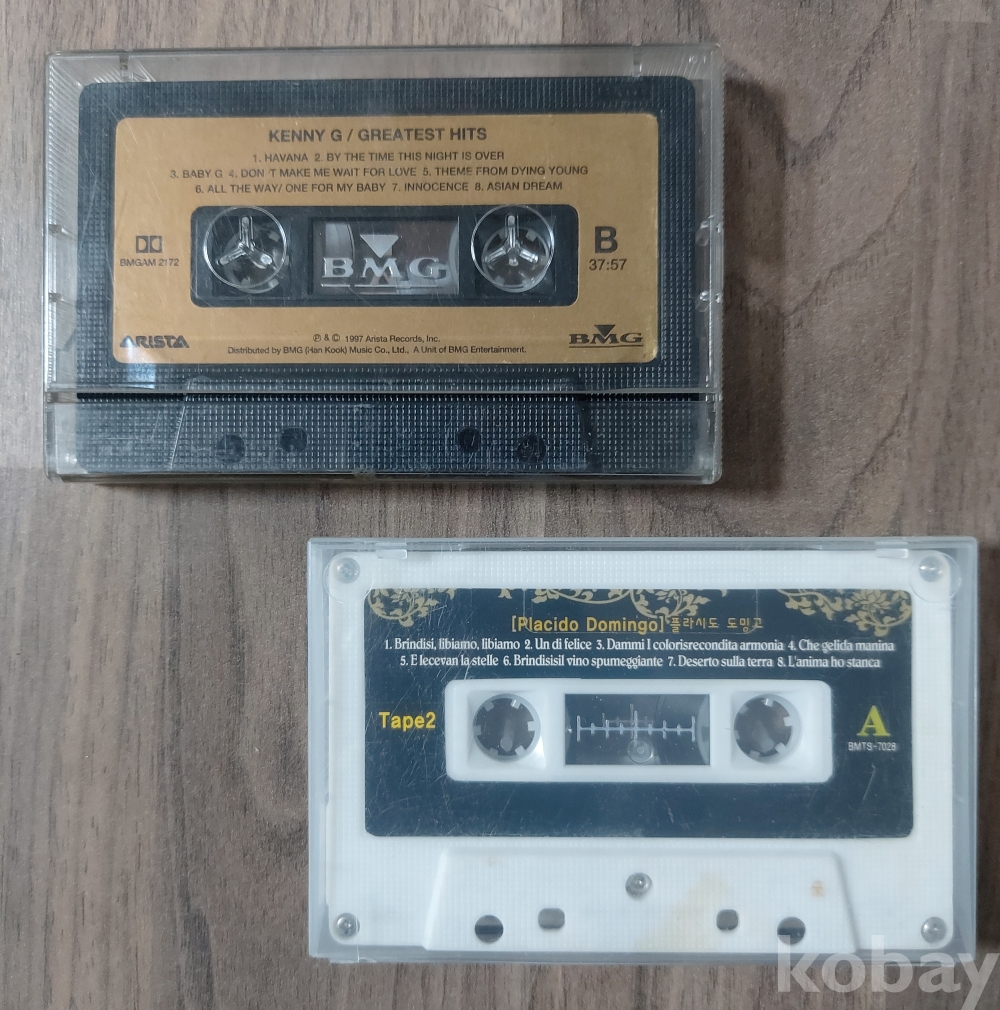 KENNY G / GREATEST HITS
1. HAVANA 2. BY THE TIME THIS NIGHT IS OVER
3. BABY G 4. DON 'T MAKE ME WAIT FOR LOVE 5. THEME FROM DYING YOUNG
6. ALL THE WAY/ ONE FOR MY BABY 7. INNOCENCE 8. ASIAN DREAM
BMGAM 2172
BMG
B
37:57
ARISTA
℗ & © 1997 Arista Records, Inc.
Distributed by BMG (Han Kook) Music Co., Ltd., A Unit of BMG Entertainment.
BMG
[Placido Domingo] 플라시도 도밍고
1. Brindisi, libiamo, libiamo 2. Un di felice 3. Dammi I colorisrecondita armonia 4. Che gelida manina
5. E lecevan la stelle 6. Brindisisil vino spumeggiante 7. Deserto sulla terra 8. L'anima ho stanca
Tape2
A
BMTS-7028
kobay